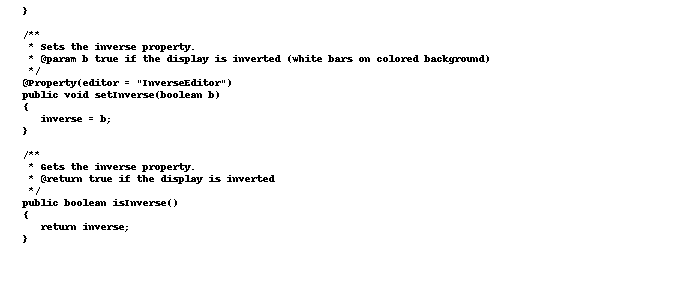 }
/**
* Sets the inverse property.
* @param b true if the display is inverted (white bars on colored background)
*/
@Property(editor = "InverseEditor")
public void setInverse(boolean b)
{
inverse = b;
}
/**
* Gets the inverse property.
* @return true if the display is inverted
*/
public boolean isInverse()
{
return inverse;
}